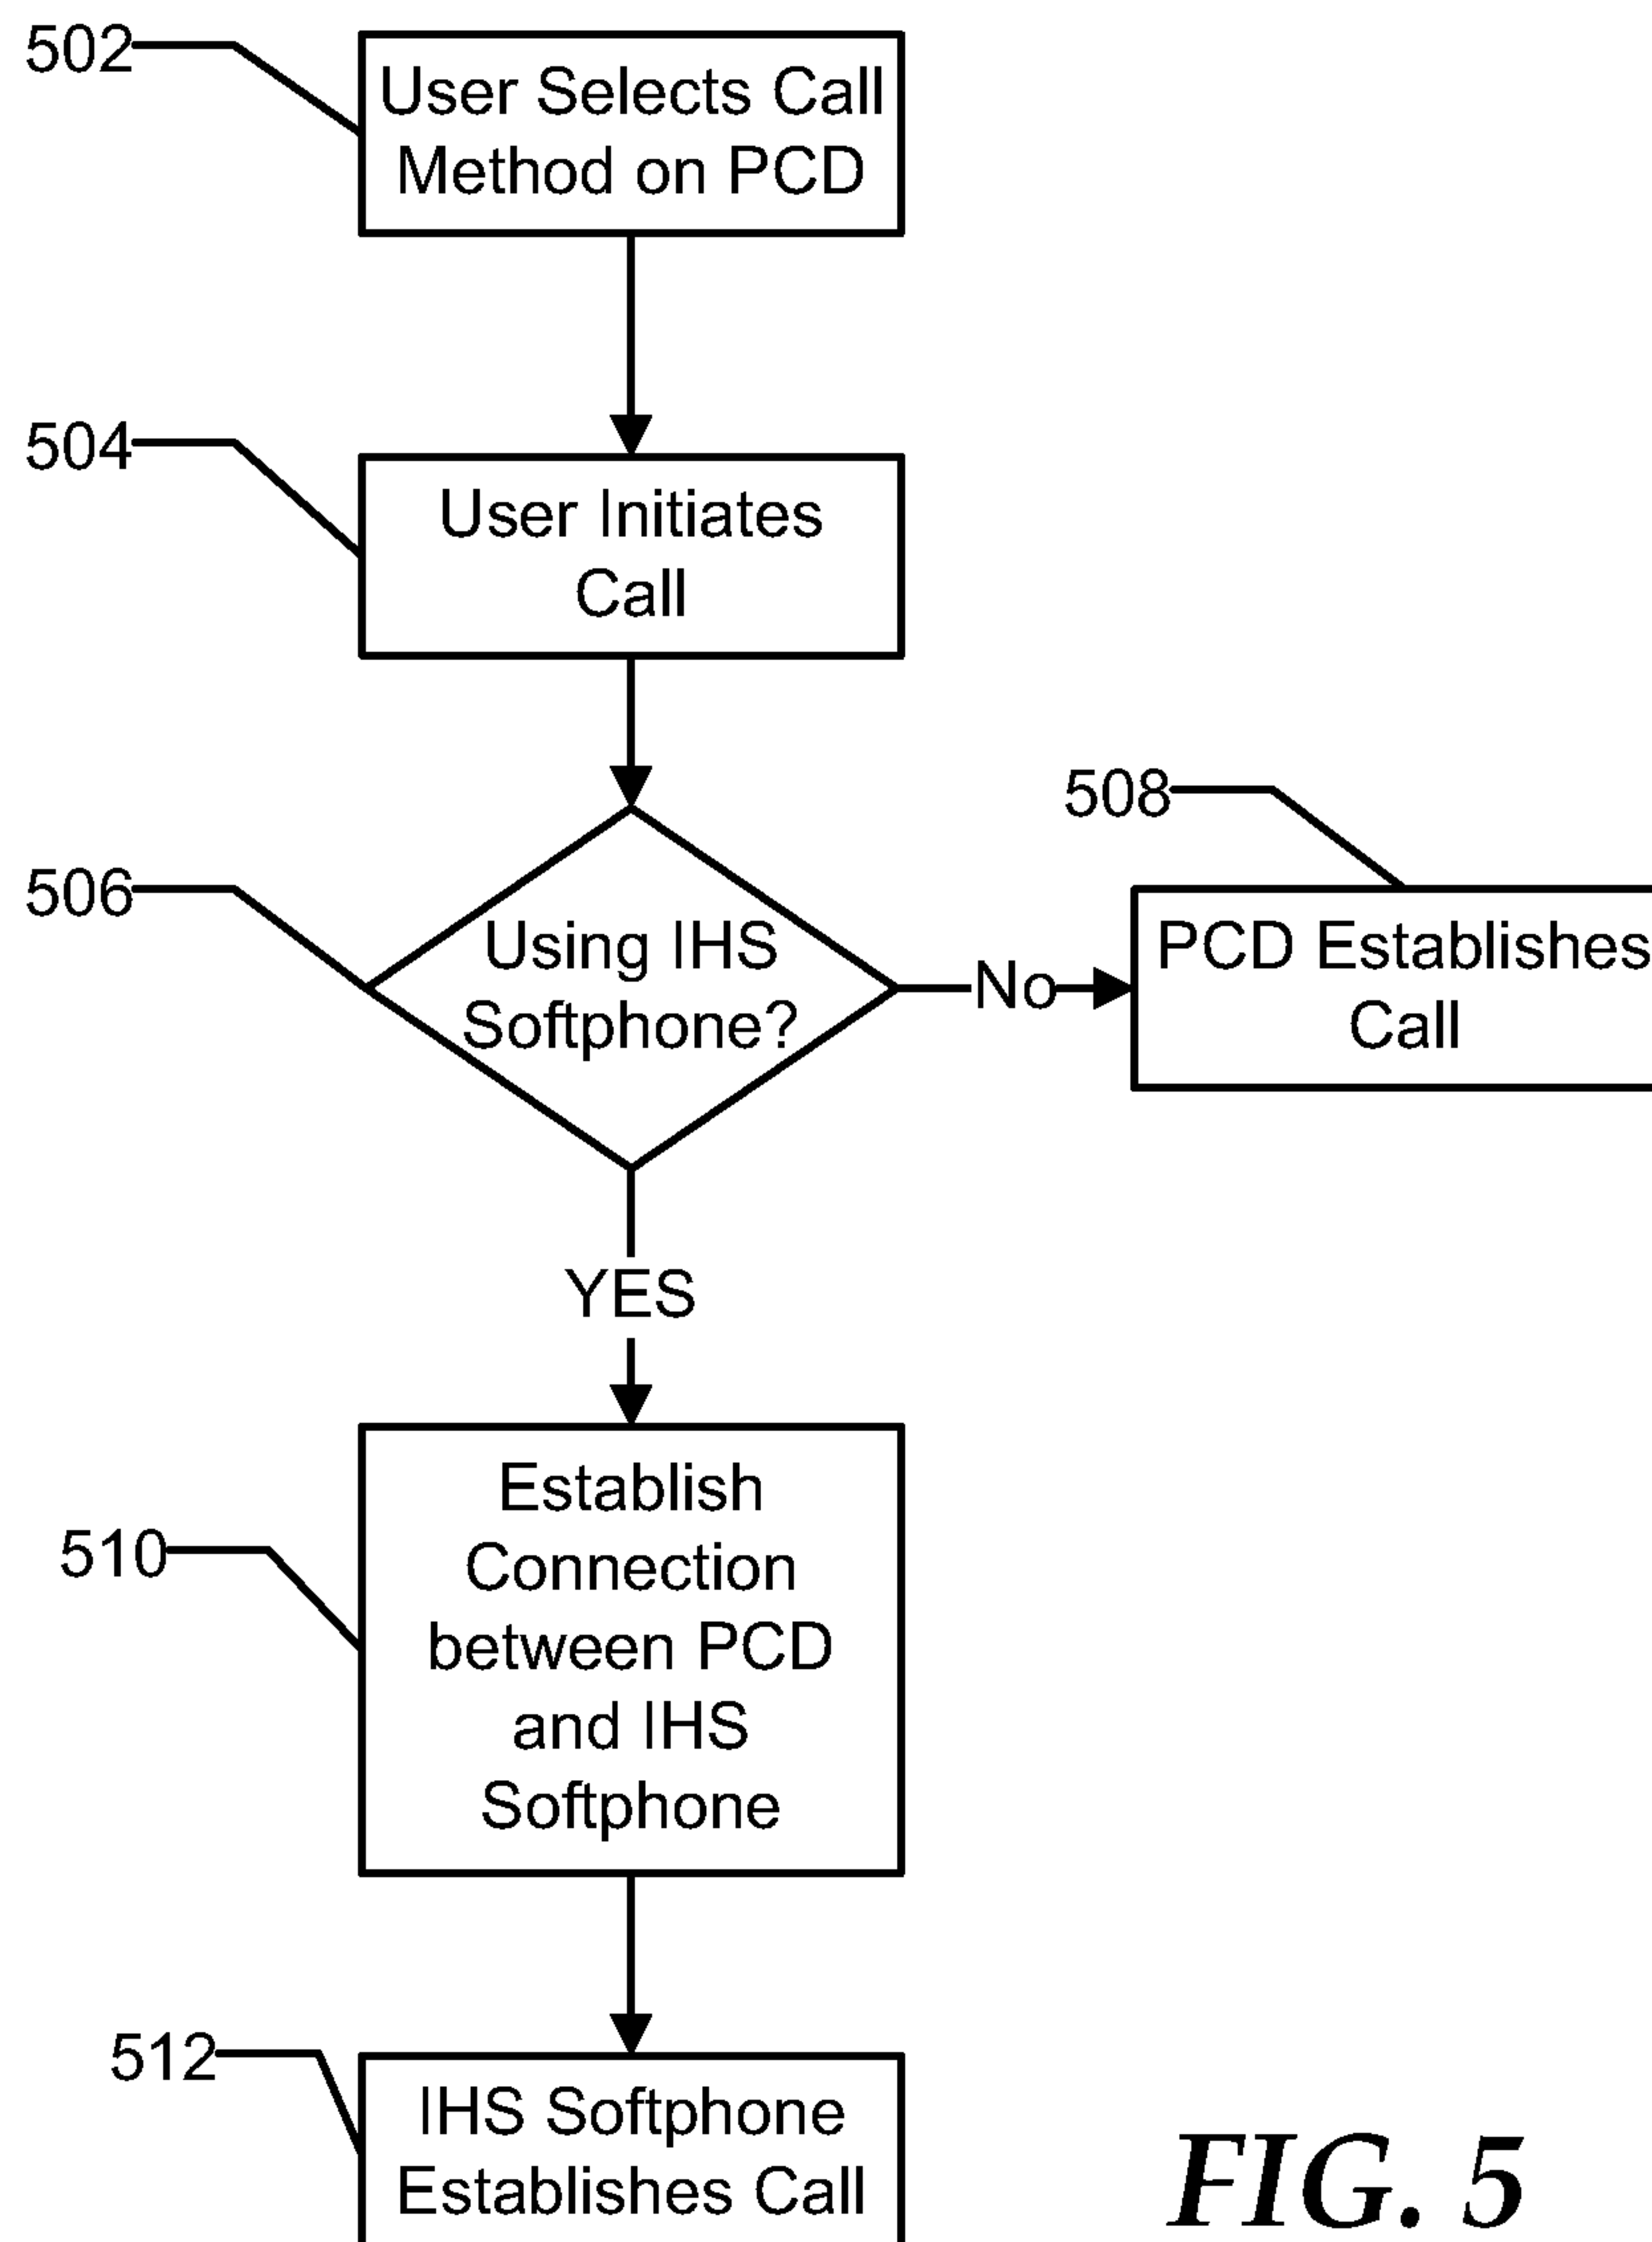 502
User Selects Call
Method on PCD
504
User Initiates
Call
506
Using IHS
Softphone?
No
508
PCD Establishes
Call
YES
510
Establish
Connection
between PCD
and IHS
Softphone
512
IHS Softphone
Establishes Call
FIG. 5